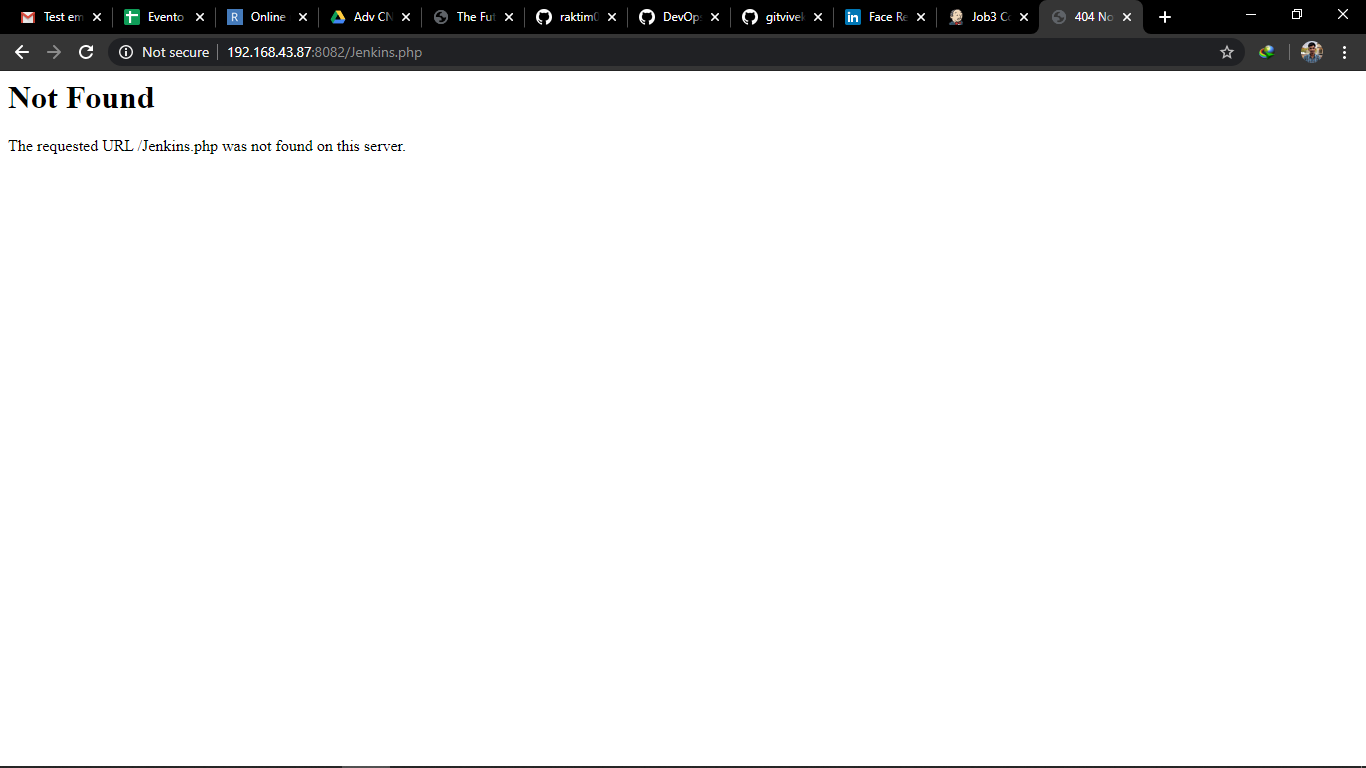 Test em
Evento
Online
Adv CN
The Fut
raktim0
DevOps
gitvivek
Face Re
Job3 Co
404 No
Not secure
192.168.43.87:8082/Jenkins.php
Not Found
The requested URL /Jenkins.php was not found on this server.